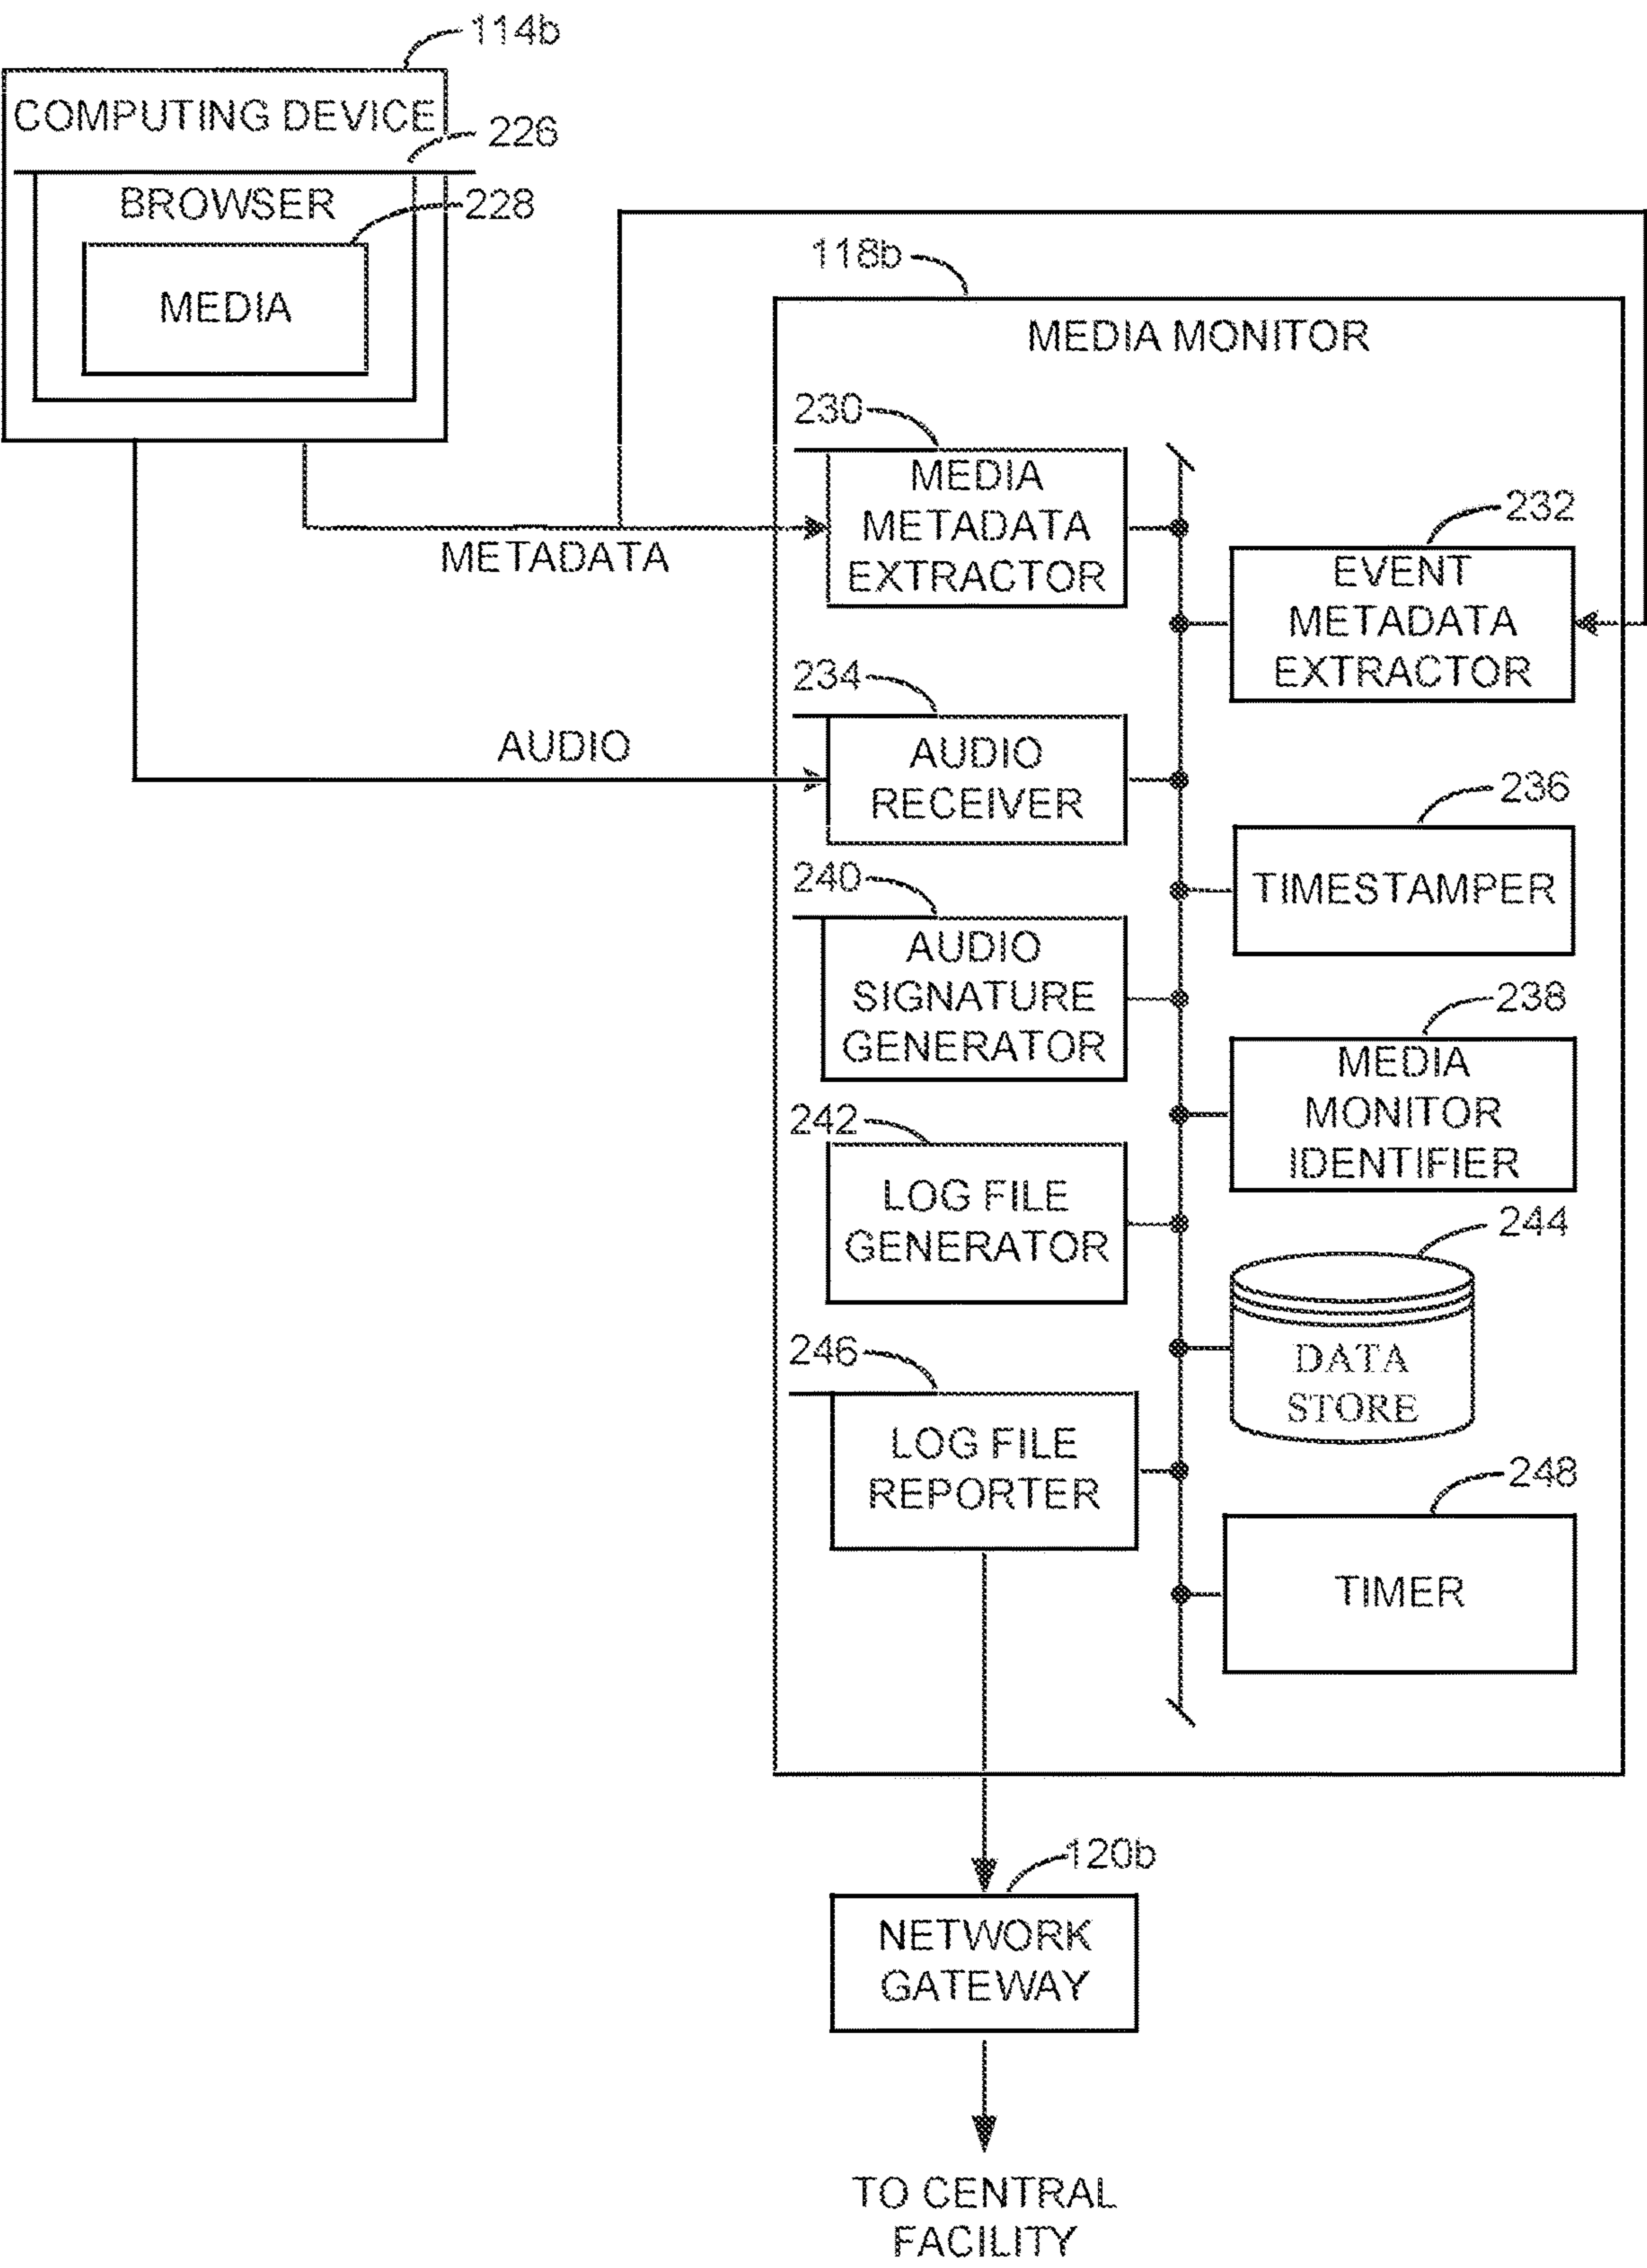 114b
COMPUTING DEVICE
226
BROWSER
228
MEDIA
118b
MEDIA MONITOR
230
MEDIA
METADATA
EXTRACTOR
METADATA
232
EVENT
METADATA
EXTRACTOR
234
AUDIO
AUDIO
RECEIVER
236
TIMESTAMPER
240
AUDIO
SIGNATURE
GENERATOR
238
MEDIA
MONITOR
IDENTIFIER
242
LOG FILE
GENERATOR
244
DATA
STORE
246
LOG FILE
REPORTER
248
TIMER
120b
NETWORK
GATEWAY
TO CENTRAL
FACILITY